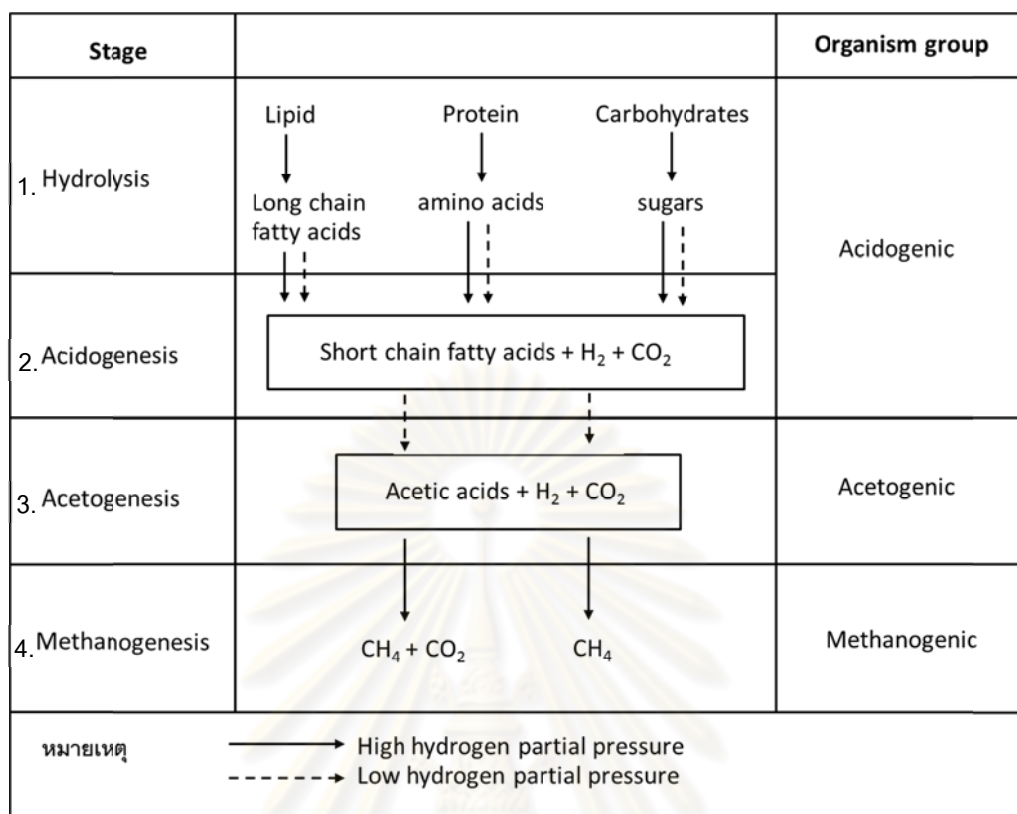 Stage
Organism group
1. Hydrolysis
Lipid
Protein
Carbohydrates
Long chain
fatty acids
amino acids
sugars
Acidogenic
2. Acidogenesis
Short chain fatty acids + H₂ + CO₂
3. Acetogenesis
Acetic acids + H₂ + CO₂
Acetogenic
4. Methanogenesis
CH₄ + CO₂
CH₄
Methanogenic
หมายเหตุ
High hydrogen partial pressure
Low hydrogen partial pressure